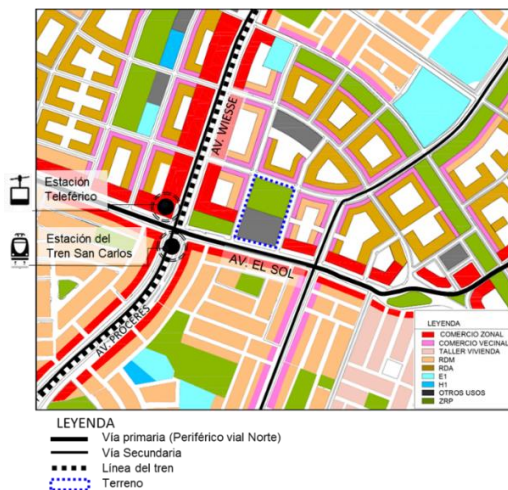 AV. WIESSE
Estación
Teleférico
Estación del
Tren San Carlos
AV. EL SOL
AV. PROCERES
LEYENDA
COMERCIO ZONAL
COMERCIO VECINAL
TALLER VIVIENDA
RDM
RDA
E1
H1
OTROS USOS
ZRP
LEYENDA
Vía primaria (Periférico vial Norte)
Vía Secundaria
Línea del tren
Terreno